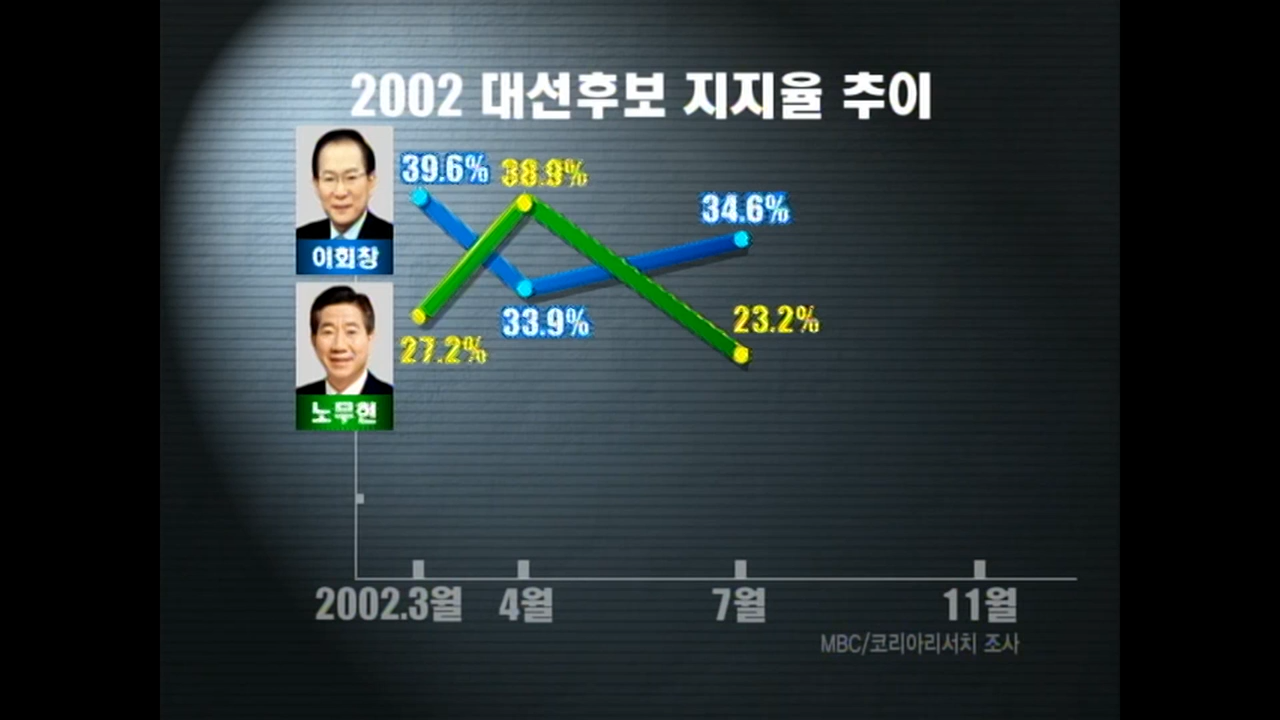 2002 대선후보 지지율 추이
39.6% 38.9%
34.6%
이회창
33.9%
23.2%
27.2%
노무현
2002.3월 4월 7월 11월
MBC/코리아리서치 조사